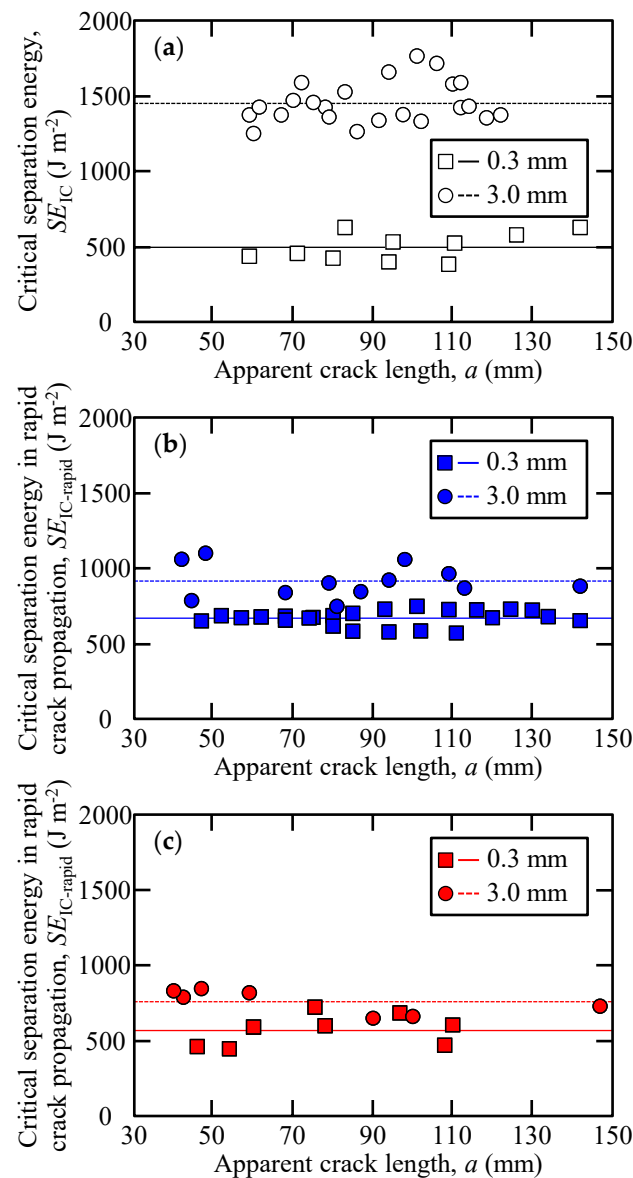 Critical separation energy,
SE_IC (J m⁻²)
2000
1500
1000
500
0
(a)
0.3 mm
3.0 mm
30 50 70 90 110 130 150
Apparent crack length, a (mm)
Critical separation energy in rapid
crack propagation, SE_IC-rapid (J m⁻²)
2000
1500
1000
500
0
(b)
0.3 mm
3.0 mm
30 50 70 90 110 130 150
Apparent crack length, a (mm)
Critical separation energy in rapid
crack propagation, SE_IC-rapid (J m⁻²)
2000
1500
1000
500
0
(c)
0.3 mm
3.0 mm
30 50 70 90 110 130 150
Apparent crack length, a (mm)